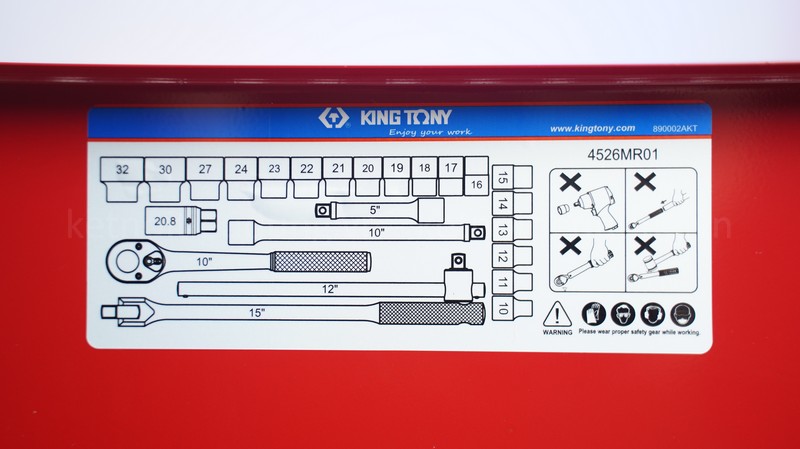 KING TONY
Enjoy your work
www.kingtony.com
890002AKT
4526MR01
32 30 27 24 23 22 21 20 19 18 17
16
15
14
13
12
11
10
20.8
5"
10"
10"
12"
15"
WARNING
Please wear proper safety gear while working.